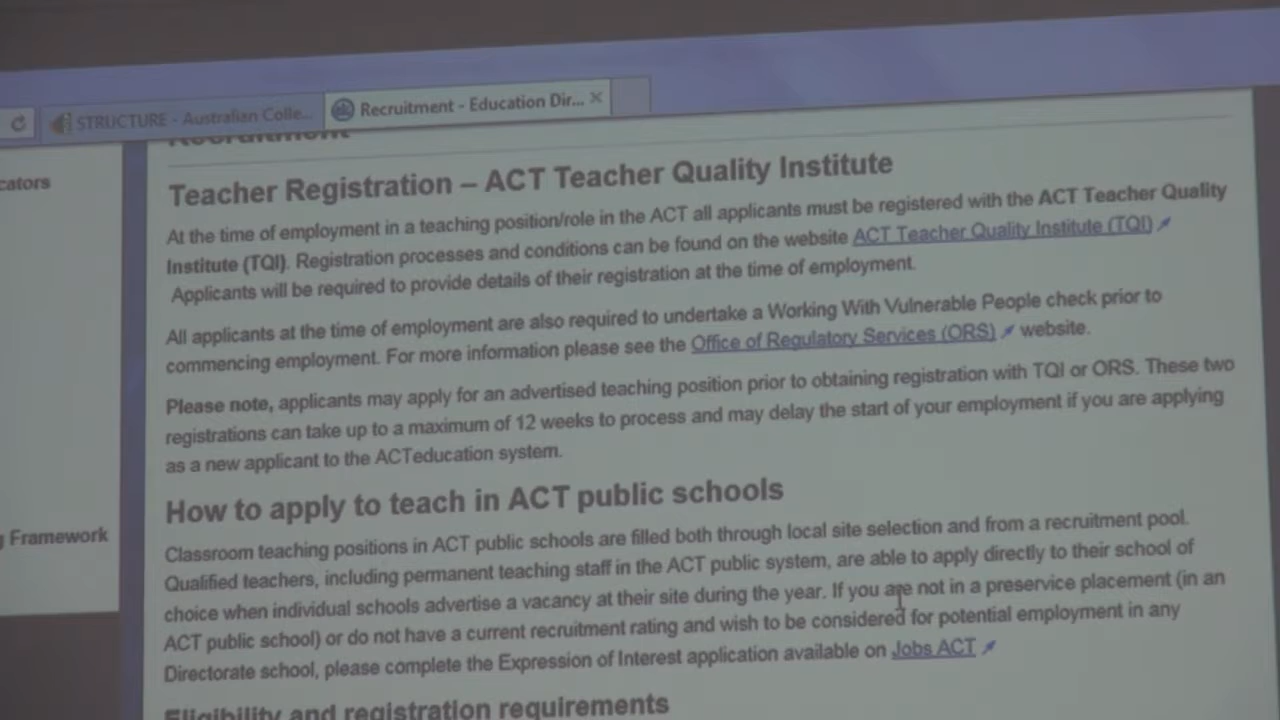 STRUCTURE - Australian Colle...
Recruitment - Education Dir...
Recruitment
cators
Teacher Registration – ACT Teacher Quality Institute
At the time of employment in a teaching position/role in the ACT all applicants must be registered with the ACT Teacher Quality
Institute (TQI). Registration processes and conditions can be found on the website ACT Teacher Quality Institute (TQI)
Applicants will be required to provide details of their registration at the time of employment.
All applicants at the time of employment are also required to undertake a Working With Vulnerable People check prior to
commencing employment. For more information please see the Office of Regulatory Services (ORS) website.
Please note, applicants may apply for an advertised teaching position prior to obtaining registration with TQI or ORS. These two
registrations can take up to a maximum of 12 weeks to process and may delay the start of your employment if you are applying
as a new applicant to the ACTeducation system.
How to apply to teach in ACT public schools
g Framework
Classroom teaching positions in ACT public schools are filled both through local site selection and from a recruitment pool.
Qualified teachers, including permanent teaching staff in the ACT public system, are able to apply directly to their school of
choice when individual schools advertise a vacancy at their site during the year. If you are not in a preservice placement (in an
ACT public school) or do not have a current recruitment rating and wish to be considered for potential employment in any
Directorate school, please complete the Expression of Interest application available on Jobs ACT
Eligibility and registration requirements